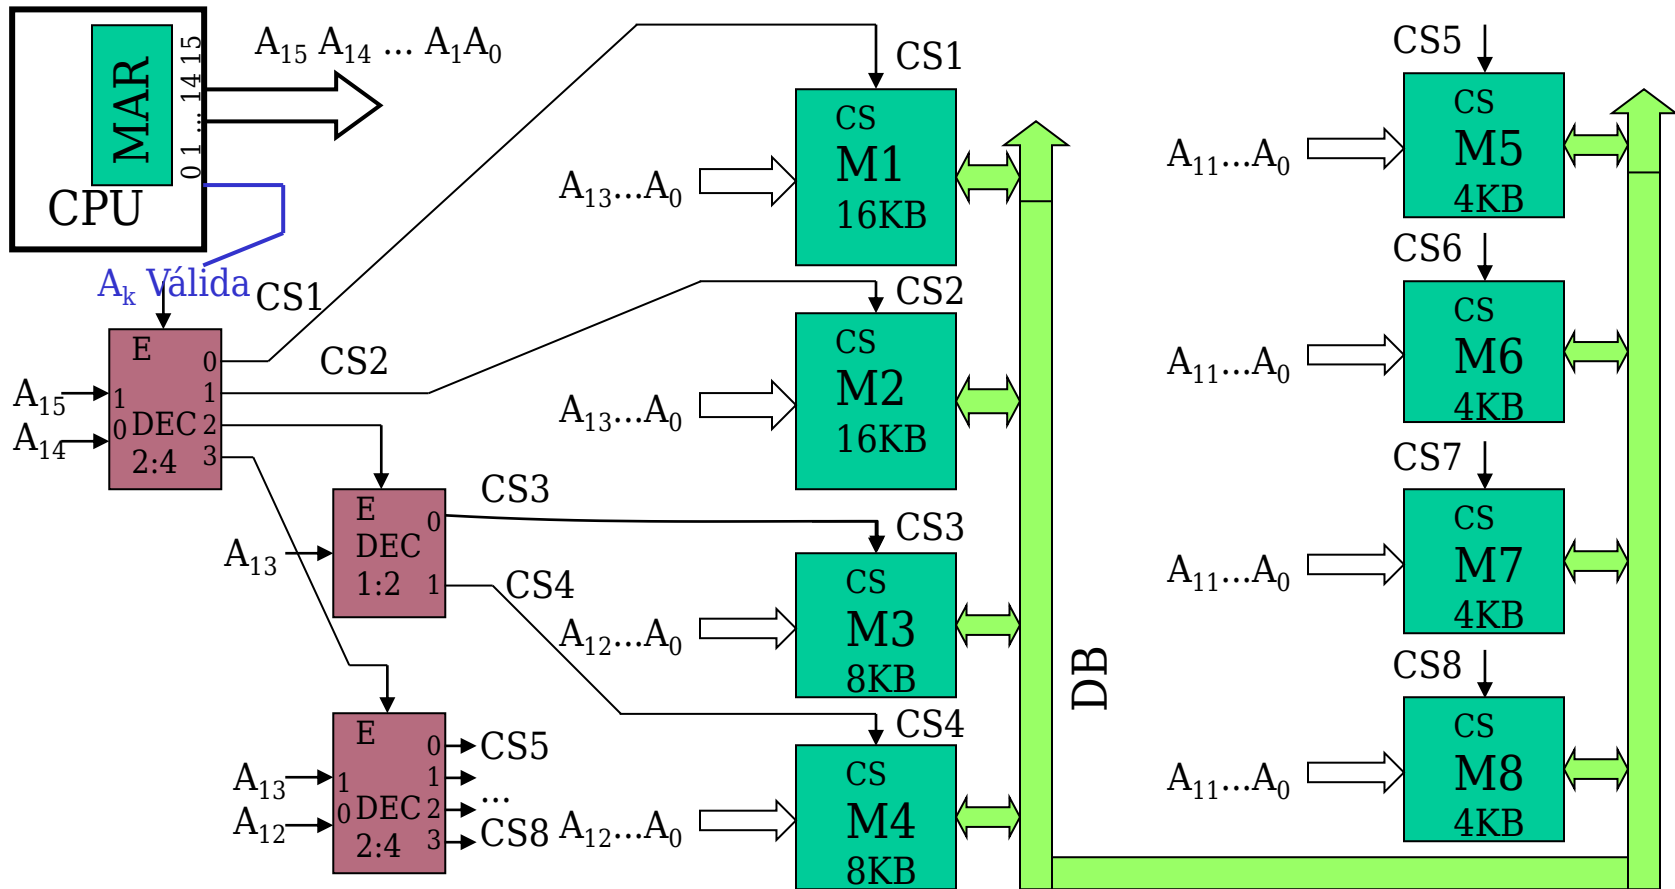 MAR
0 1 ... 14 15
CPU
A₁₅ A₁₄ ... A₁A₀
Aₖ Válida
CS1
CS2
E
0
1
2
3
1
0
DEC
2:4
A₁₅
A₁₄
E
DEC
1:2
0
1
A₁₃
CS3
CS4
E
0
1
2
3
1
0
DEC
2:4
A₁₃
A₁₂
CS5
...
CS8
CS1
CS
M1
16KB
A₁₃...A₀
CS2
CS
M2
16KB
A₁₃...A₀
CS3
CS
M3
8KB
A₁₂...A₀
CS4
CS
M4
8KB
A₁₂...A₀
DB
CS5
CS
M5
4KB
A₁₁...A₀
CS6
CS
M6
4KB
A₁₁...A₀
CS7
CS
M7
4KB
A₁₁...A₀
CS8
CS
M8
4KB
A₁₁...A₀